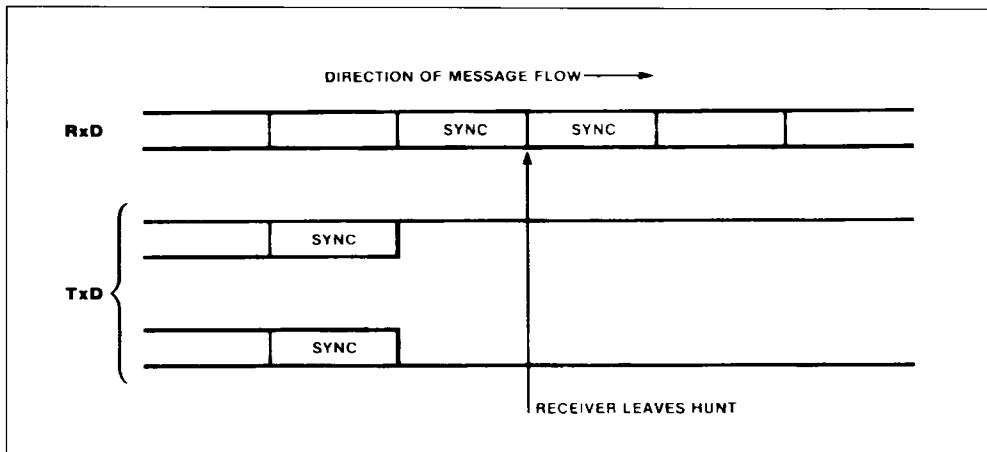 DIRECTION OF MESSAGE FLOW
RxD
SYNC SYNC
SYNC
TxD
SYNC
RECEIVER LEAVES HUNT